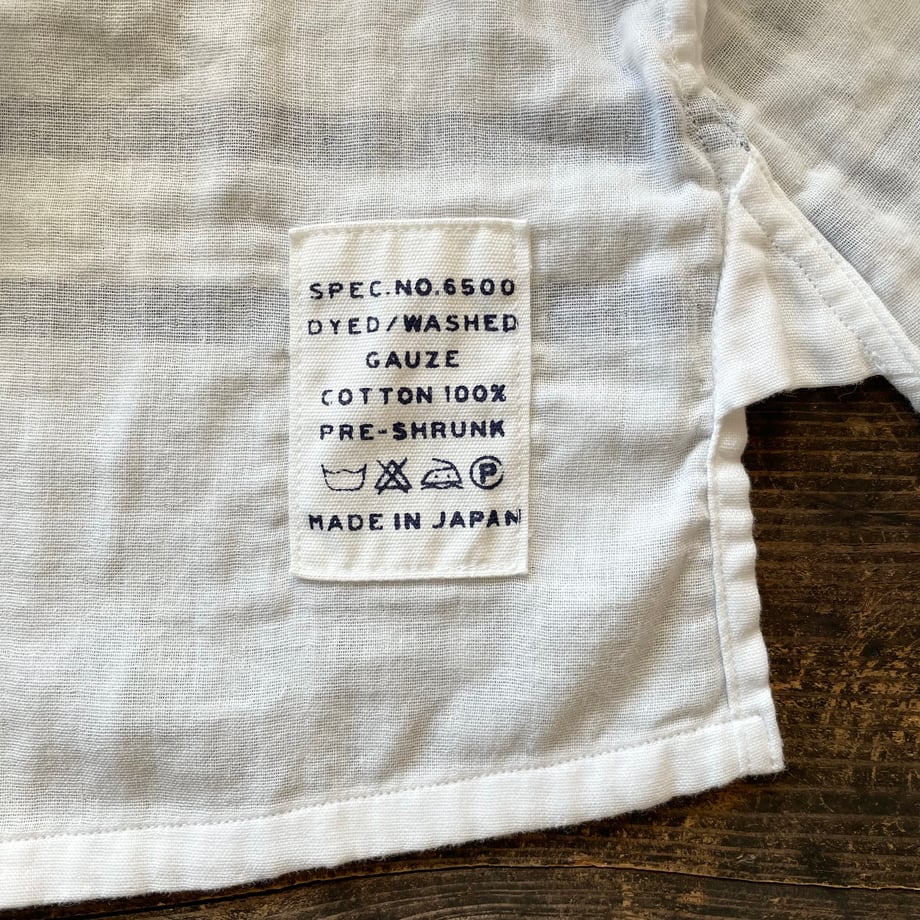 SPEC.NO.6500
DYED/WASHED
GAUZE
COTTON 100%
PRE-SHRUNK
P
MADE IN JAPAN